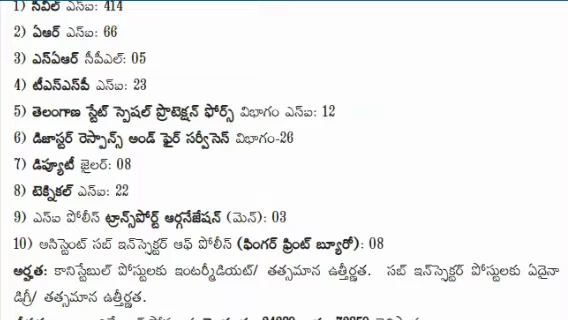 1) సివిల్ ఎస్ఐ: 414
2) ఏఆర్ ఎస్ఐ: 66
3) ఎస్ఏఆర్ సీపీఎల్: 05
4) టీఎస్ఎస్‌పీ ఎస్ఐ: 23
5) తెలంగాణ స్టేట్ స్పెషల్ ప్రొటెక్షన్ ఫోర్స్ విభాగం ఎస్ఐ: 12
6) డిజాస్టర్ రెస్పాన్స్ అండ్ ఫైర్ సర్వీసెస్ విభాగం-26
7) డిప్యూటీ జైలర్: 08
8) టెక్నికల్ ఎస్ఐ: 22
9) ఎస్ఐ పోలీస్ ట్రాన్స్‌పోర్ట్ ఆర్గనేజేషన్ (మెన్): 03
10) అసిస్టెంట్ సబ్ ఇన్‌స్పెక్టర్ ఆఫ్ పోలీస్ (ఫింగర్ ప్రింట్ బ్యూరో): 08
అర్హత: కానిస్టేబుల్ పోస్టులకు ఇంటర్మీడియట్/ తత్సమాన ఉత్తీర్ణత. సబ్ ఇన్‌స్పెక్టర్ పోస్టులకు ఏదైనా
డిగ్రీ/ తత్సమాన ఉత్తీర్ణత.